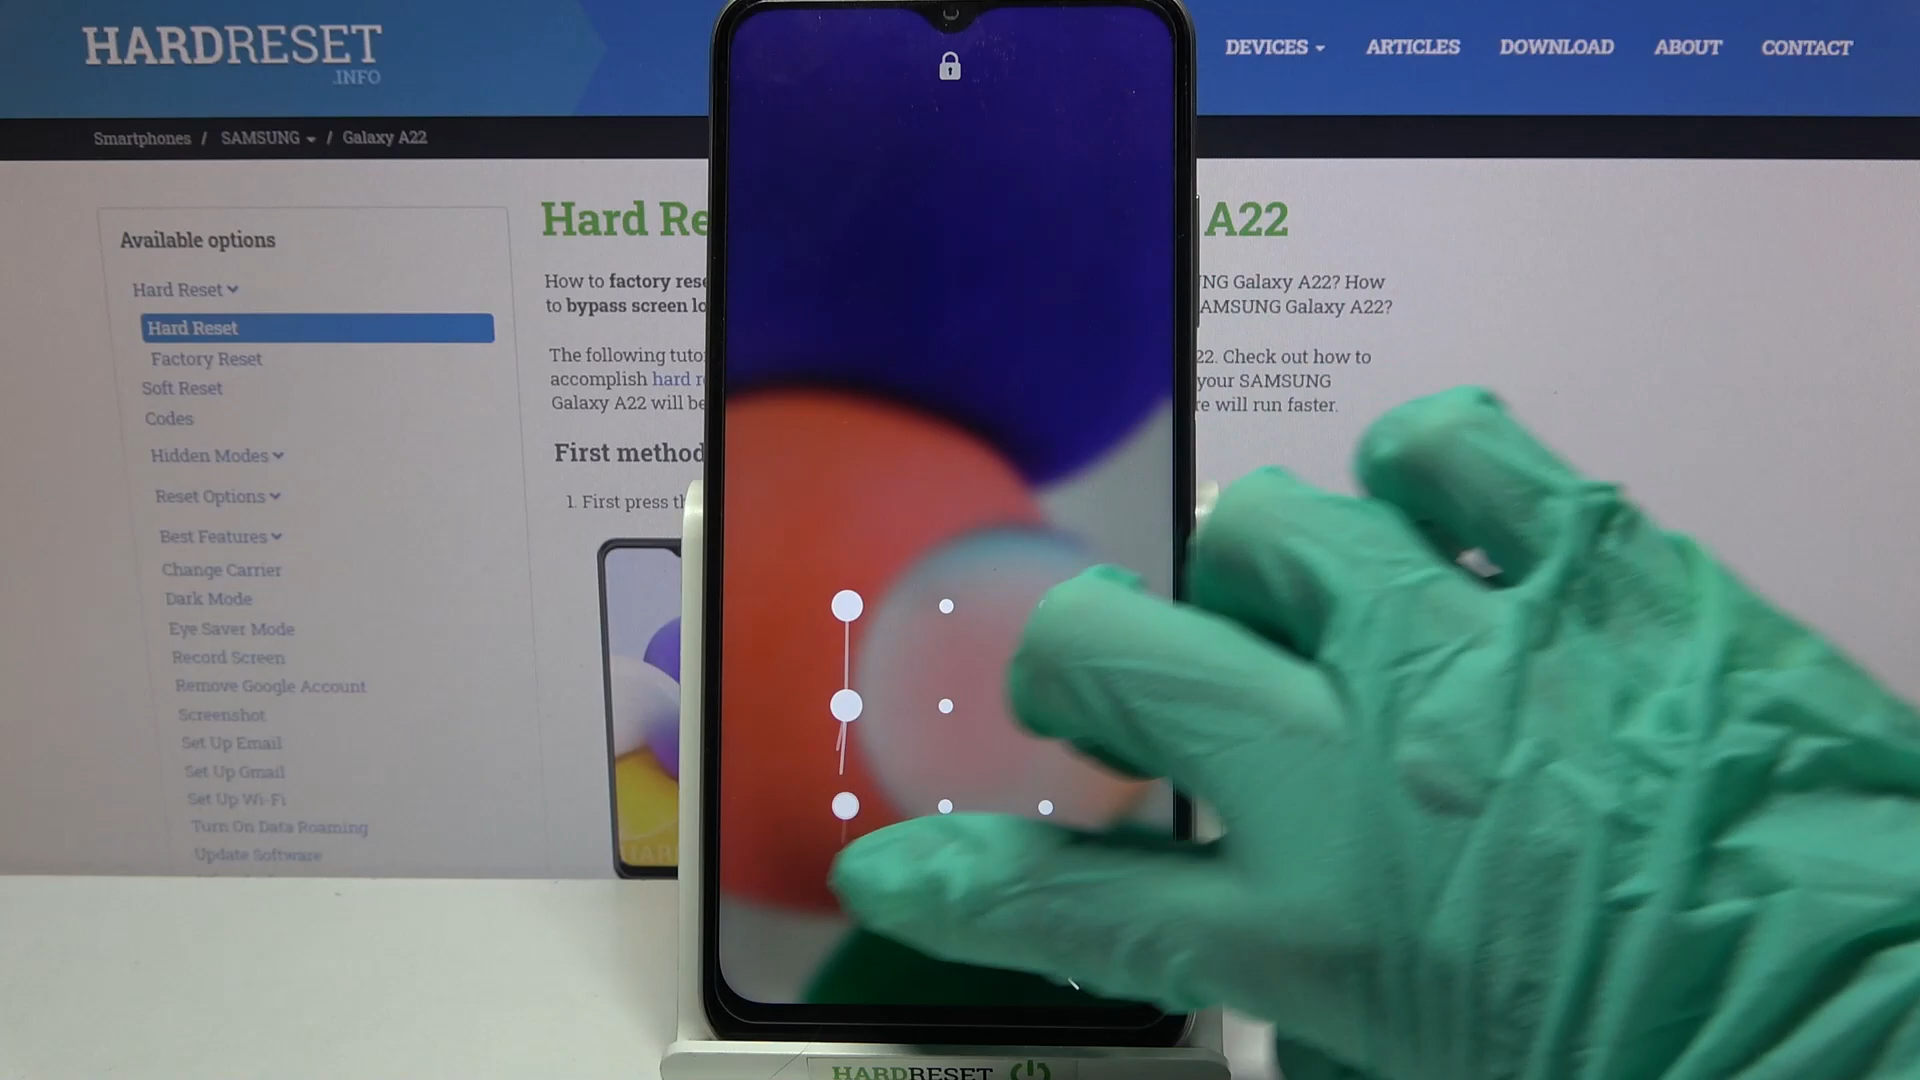 HARDRESET
.INFO
DEVICES
ARTICLES
DOWNLOAD
ABOUT
CONTACT
Smartphones / SAMSUNG / Galaxy A22
Available options
Hard Reset
Hard Reset
Factory Reset
Soft Reset
Codes
Hidden Modes
Reset Options
Best Features
Change Carrier
Dark Mode
Eye Saver Mode
Record Screen
Remove Google Account
Screenshot
Set Up Email
Set Up Gmail
Set Up Wi-Fi
Turn On Data Roaming
Update Software
Hard Re A22
How to factory rese NG Galaxy A22? How
to bypass screen lo AMSUNG Galaxy A22?
The following tuto 22. Check out how to
accomplish hard r your SAMSUNG
Galaxy A22 will be re will run faster.
First method
1. First press th
HARDRESET